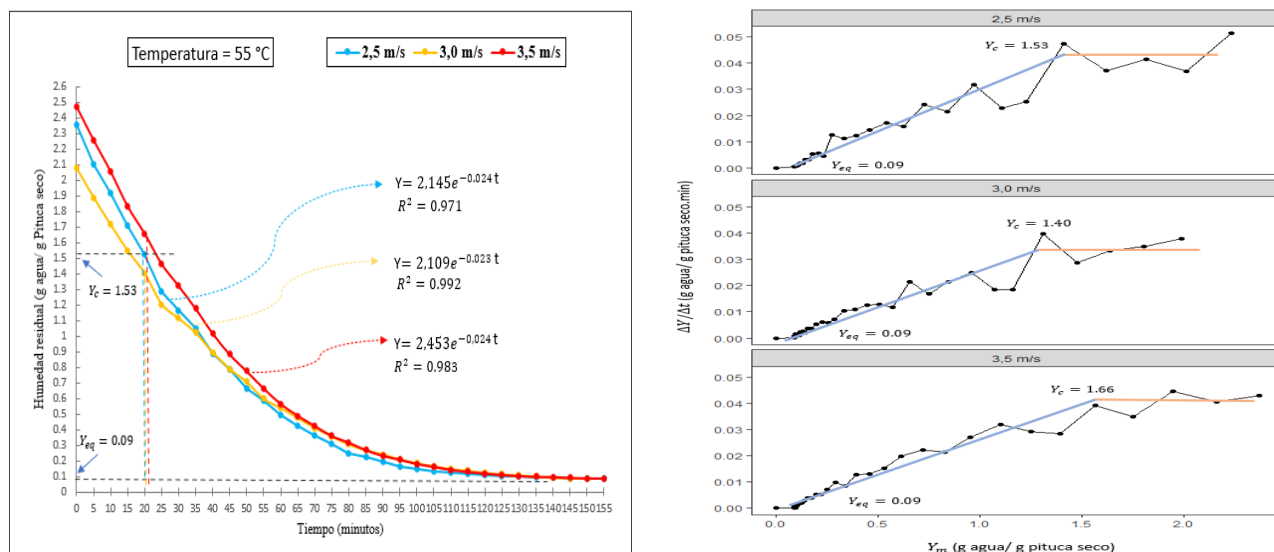 Temperatura = 55 °C
2,5 m/s 3,0 m/s 3,5 m/s
Humedad residual (g agua/ g Pituca seco)
2.6
2.5
2.4
2.3
2.2
2.1
2
1.9
1.8
1.7
1.6
1.5
1.4
1.3
1.2
1.1
1
0.9
0.8
0.7
0.6
0.5
0.4
0.3
0.2
0.1
0
Y= 2,145e^−0.024 t
R² = 0.971
Y= 2,109e^−0.023 t
R² = 0.992
Y= 2,453e^−0,024 t
R² = 0.983
Y_c = 1.53
Y_eq = 0.09
0 5 10 15 20 25 30 35 40 45 50 55 60 65 70 75 80 85 90 95 100 105 110 115 120 125 130 135 140 145 150 155
Tiempo (minutos)
ΔY/Δt (g agua/ g pituca seco.min)
2,5 m/s
0.05
0.04
0.03
0.02
0.01
0.00
Y_c = 1.53
Y_eq = 0.09
3,0 m/s
0.05
0.04
0.03
0.02
0.01
0.00
Y_c = 1.40
Y_eq = 0.09
3,5 m/s
0.05
0.04
0.03
0.02
0.01
0.00
Y_c = 1.66
Y_eq = 0.09
0.0 0.5 1.0 1.5 2.0
Y_m (g agua/ g pituca seco)